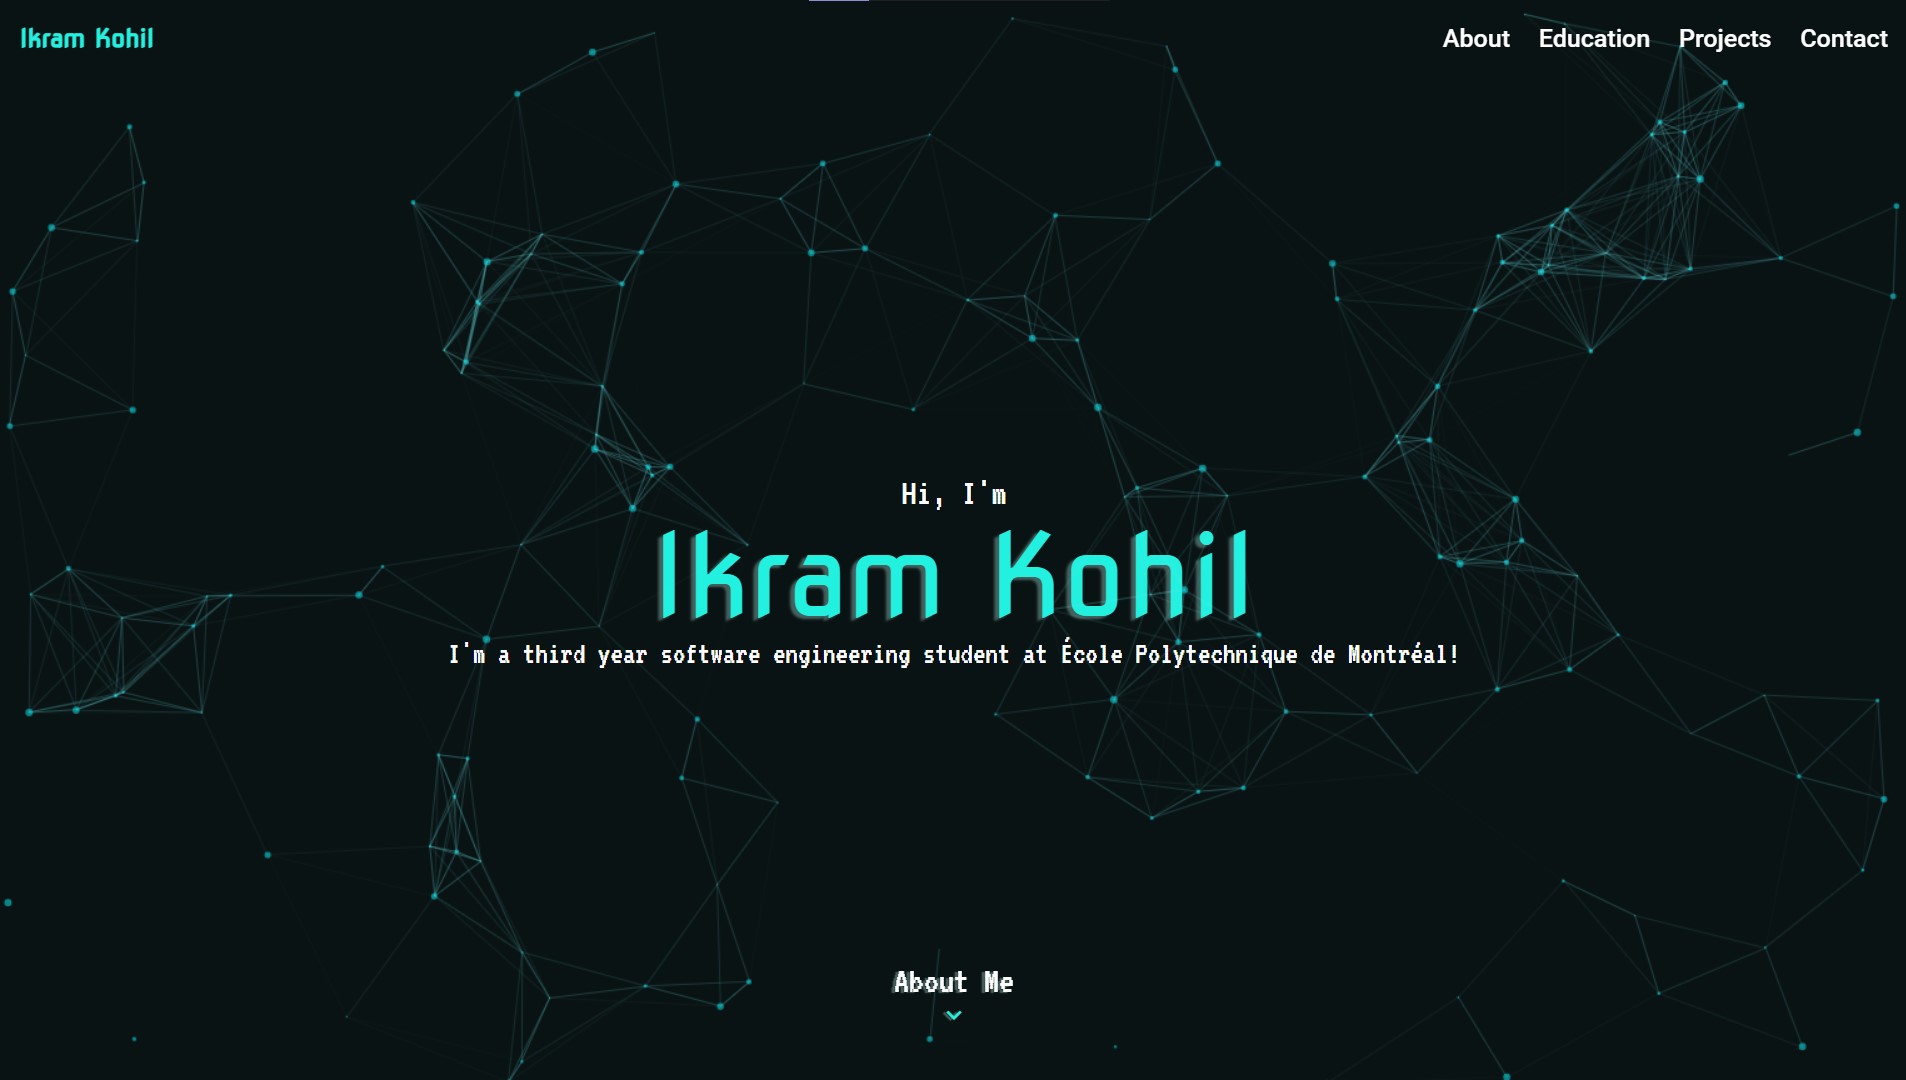 Ikram Kohil
About Education Projects Contact
Hi, I'm
Ikram Kohil
I'm a third year software engineering student at École Polytechnique de Montréal!
About Me